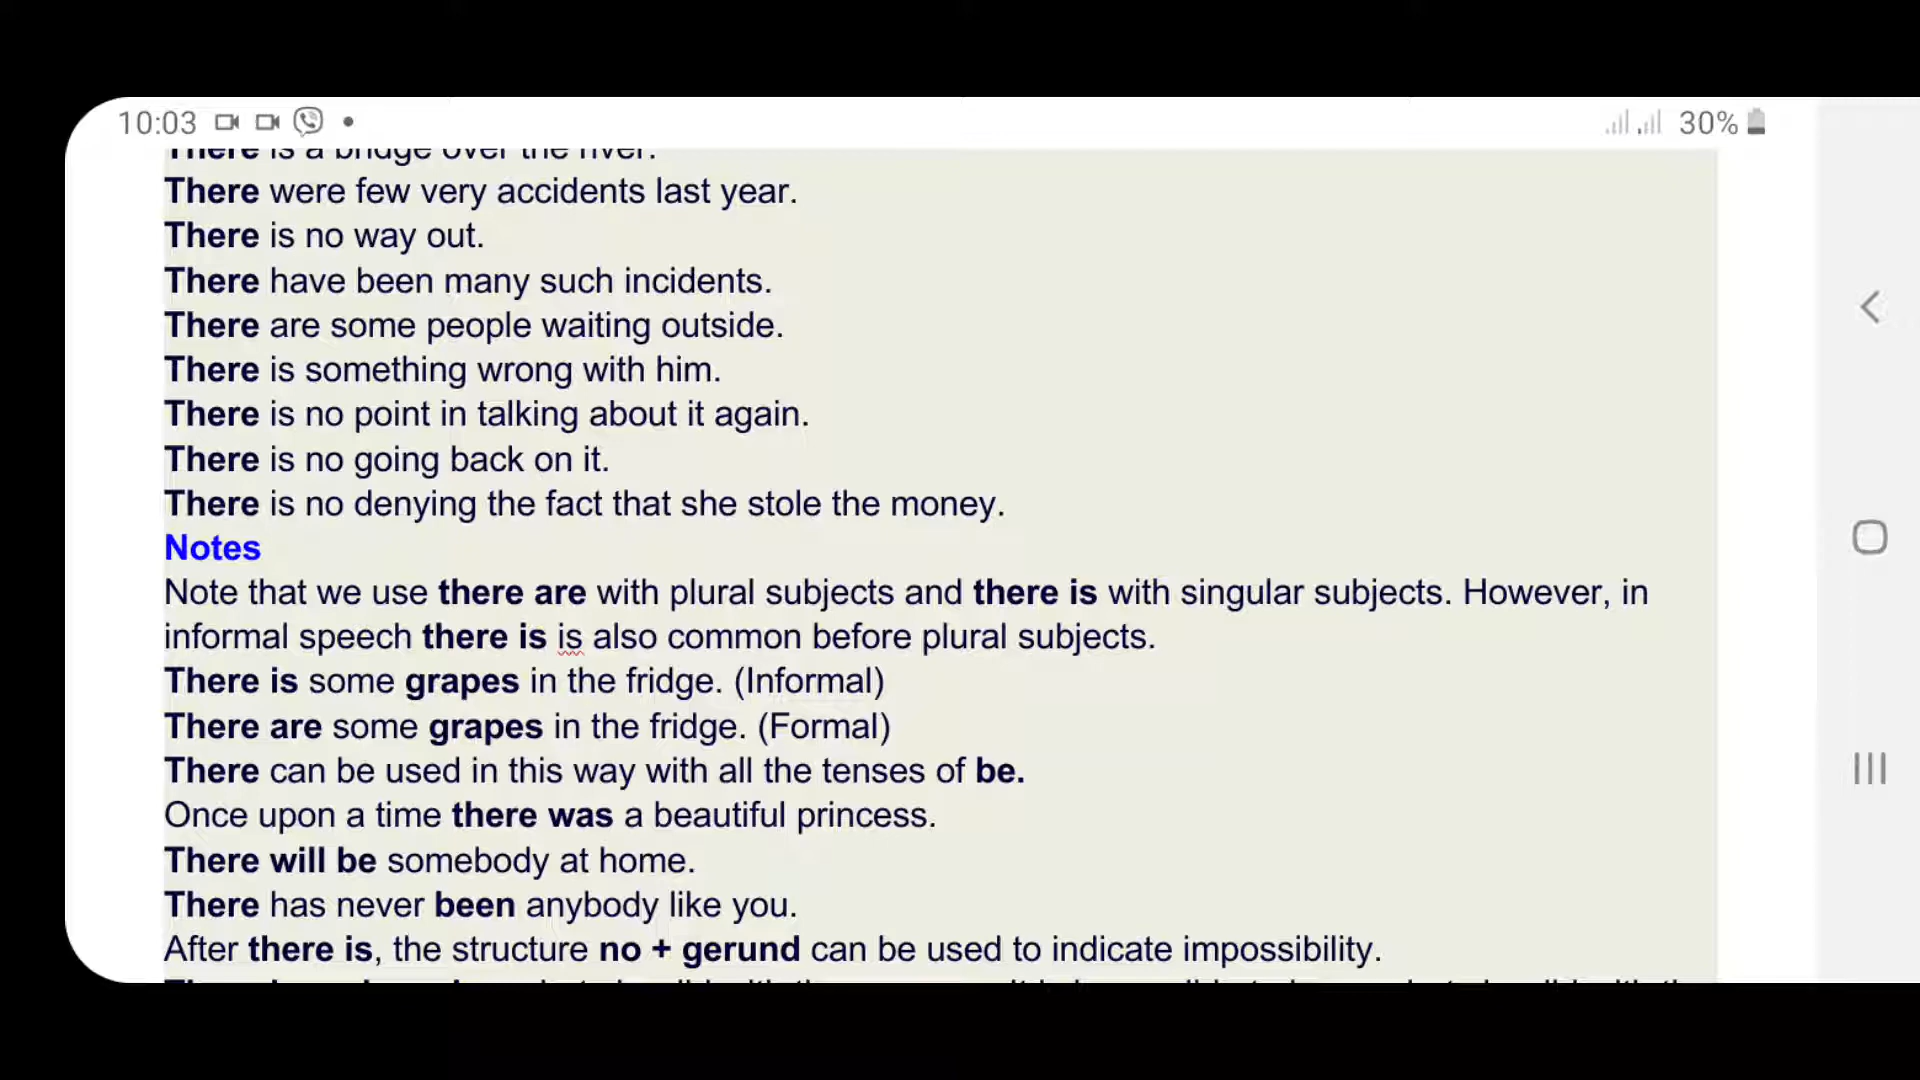 10:03 30%
There is a bridge over the river.
There were few very accidents last year.
There is no way out.
There have been many such incidents.
There are some people waiting outside.
There is something wrong with him.
There is no point in talking about it again.
There is no going back on it.
There is no denying the fact that she stole the money.
Notes
Note that we use there are with plural subjects and there is with singular subjects. However, in
informal speech there is is also common before plural subjects.
There is some grapes in the fridge. (Informal)
There are some grapes in the fridge. (Formal)
There can be used in this way with all the tenses of be.
Once upon a time there was a beautiful princess.
There will be somebody at home.
There has never been anybody like you.
After there is, the structure no + gerund can be used to indicate impossibility.